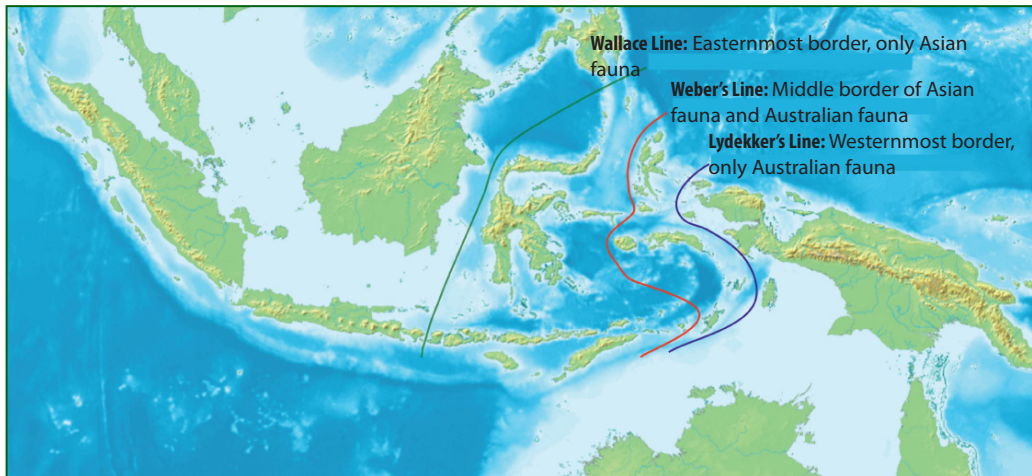 Wallace Line: Easternmost border, only Asian
fauna
Weber's Line: Middle border of Asian
fauna and Australian fauna
Lydekker's Line: Westernmost border,
only Australian fauna